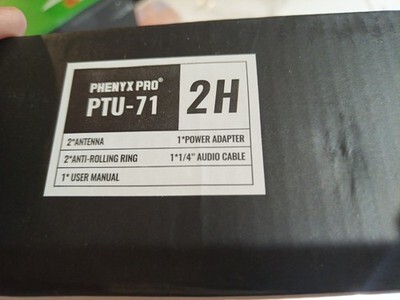 PHENYX PRO®
PTU-71
2H
2*ANTENNA 1*POWER ADAPTER
2*ANTI-ROLLING RING 1*1/4" AUDIO CABLE
1* USER MANUAL